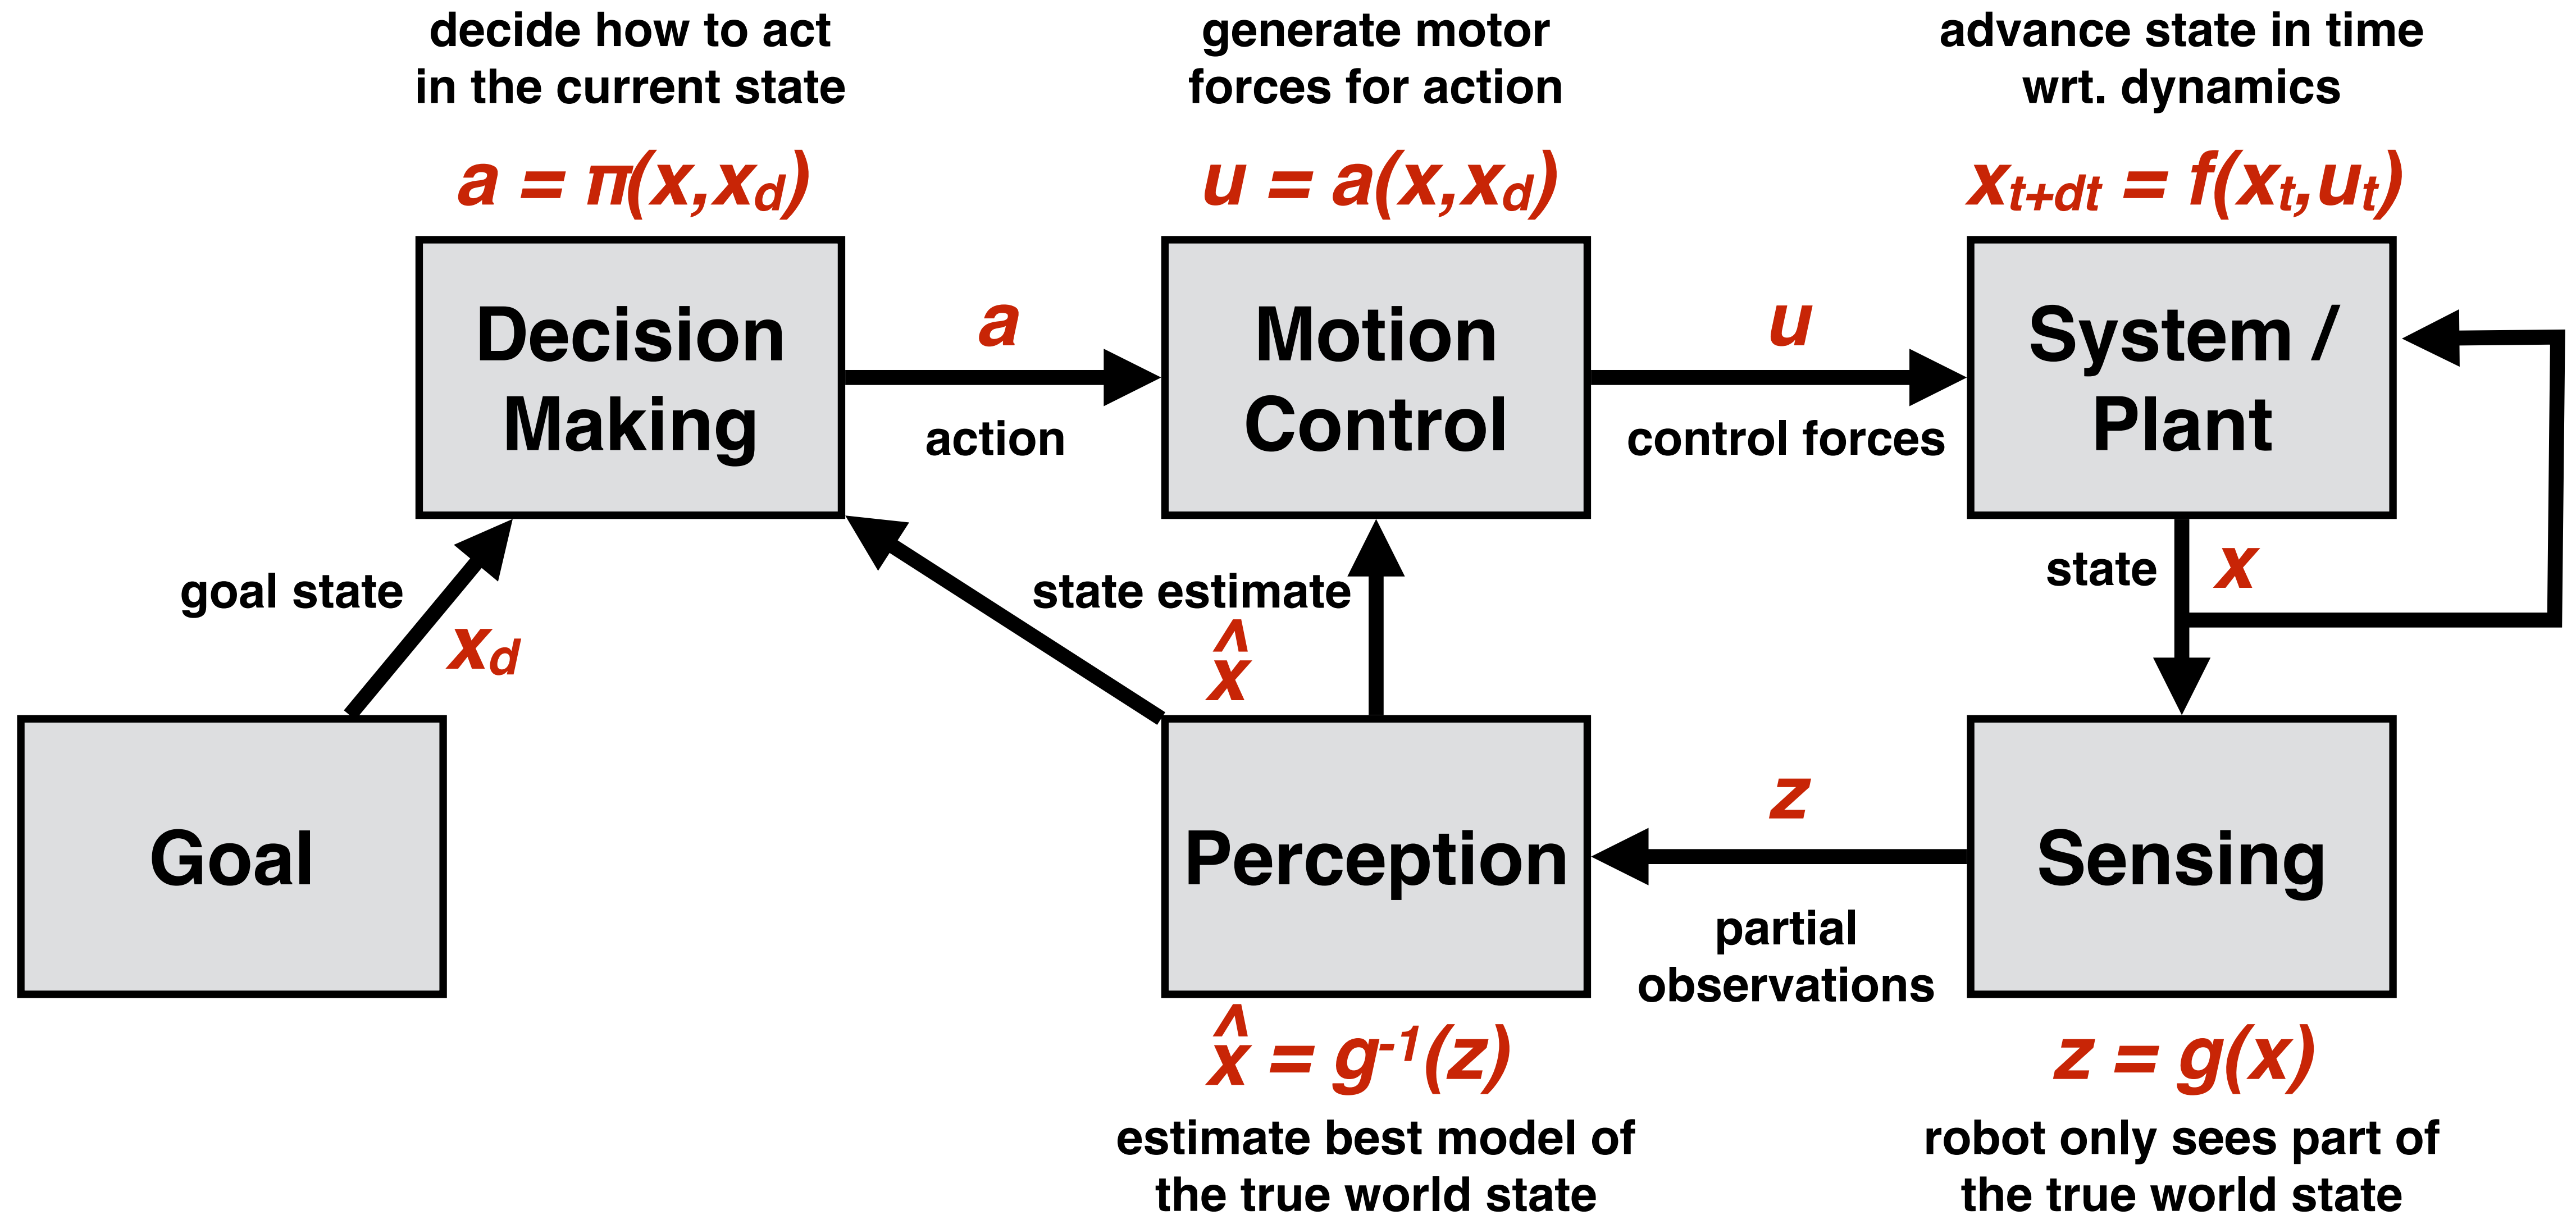 decide how to act
in the current state
a = π(x,xd)
generate motor
forces for action
u = a(x,xd)
advance state in time
wrt. dynamics
xt+dt = f(xt,ut)
Decision
Making
a
action
Motion
Control
u
control forces
System /
Plant
goal state
xd
state estimate
^
x
state
x
Goal
Perception
z
partial
observations
Sensing
^
x = g-1(z)
estimate best model of
the true world state
z = g(x)
robot only sees part of
the true world state